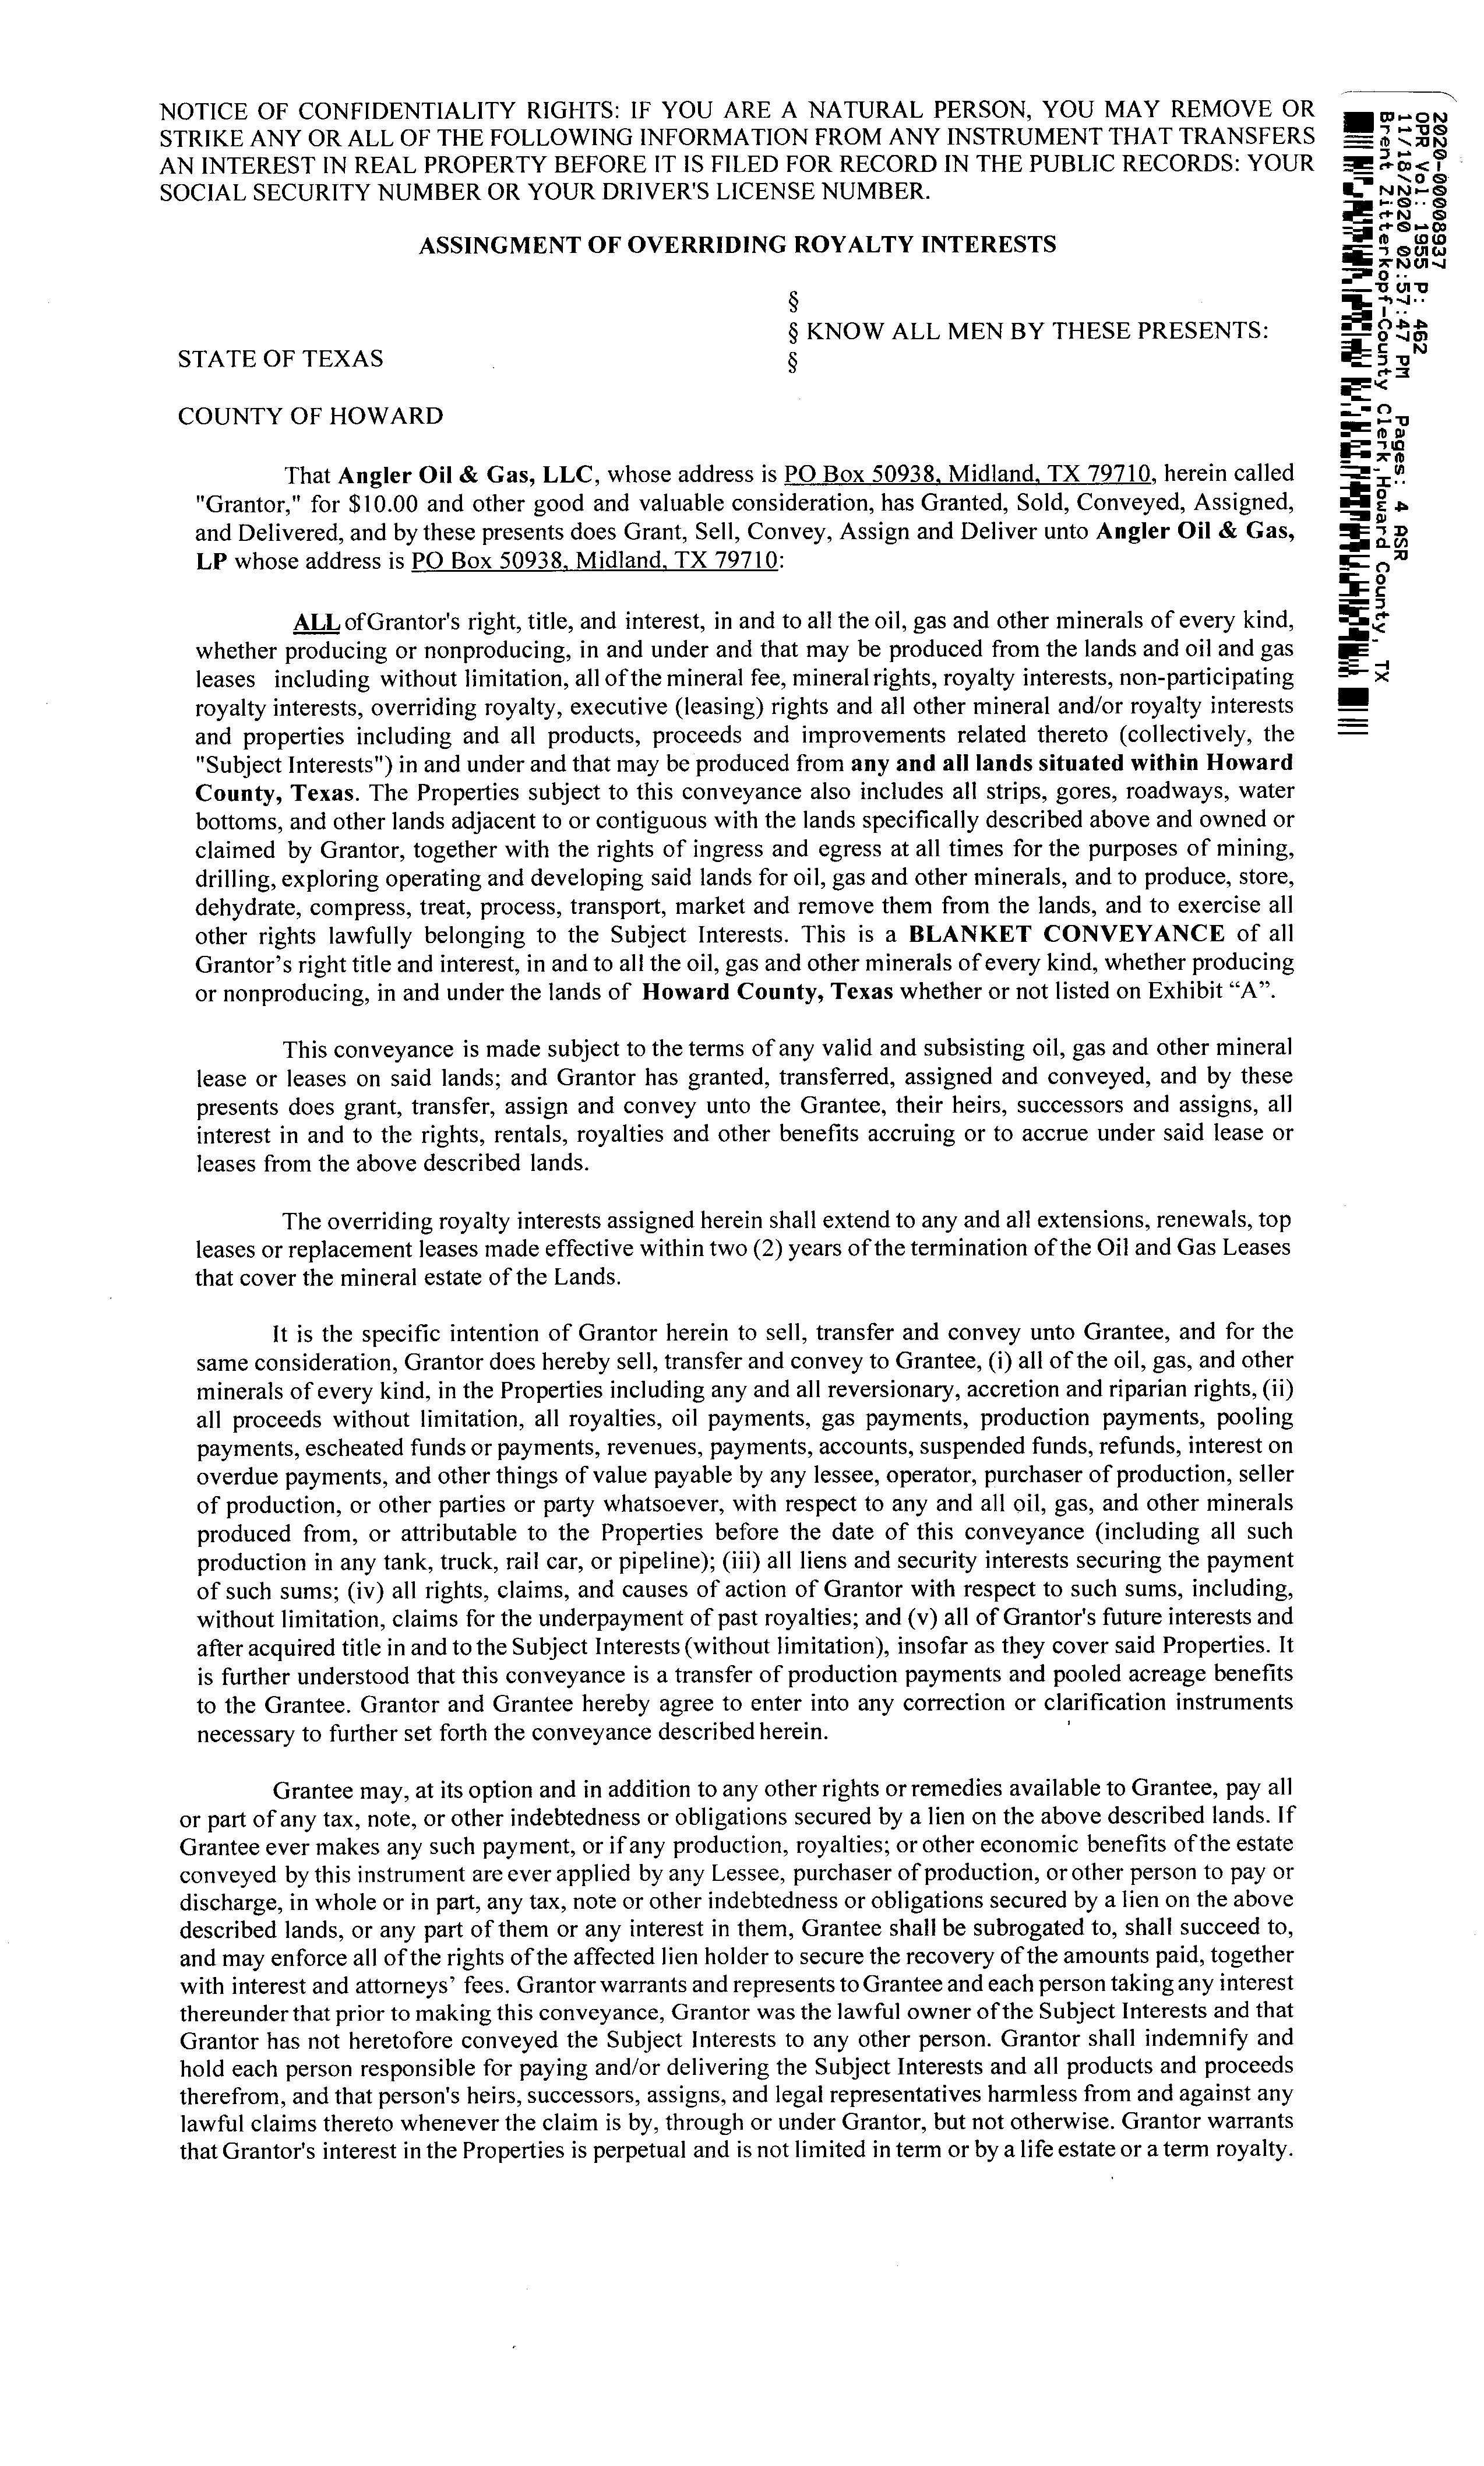 NOTICE OF CONFIDENTIALITY RIGHTS: IF YOU ARE A NATURAL PERSON, YOU MAY REMOVE OR
STRIKE ANY OR ALL OF THE FOLLOWING INFORMATION FROM ANY INSTRUMENT THAT TRANSFERS
AN INTEREST IN REAL PROPERTY BEFORE IT IS FILED FOR RECORD IN THE PUBLIC RECORDS: YOUR
SOCIAL SECURITY NUMBER OR YOUR DRIVER'S LICENSE NUMBER.
ASSINGMENT OF OVERRIDING ROYALTY INTERESTS
§
§ KNOW ALL MEN BY THESE PRESENTS:
STATE OF TEXAS §
COUNTY OF HOWARD
That Angler Oil & Gas, LLC, whose address is PO Box 50938, Midland, TX 79710, herein called
"Grantor," for $10.00 and other good and valuable consideration, has Granted, Sold, Conveyed, Assigned,
and Delivered, and by these presents does Grant, Sell, Convey, Assign and Deliver unto Angler Oil & Gas,
LP whose address is PO Box 50938, Midland, TX 79710:
ALL of Grantor's right, title, and interest, in and to all the oil, gas and other minerals of every kind,
whether producing or nonproducing, in and under and that may be produced from the lands and oil and gas
leases including without limitation, all of the mineral fee, mineral rights, royalty interests, non-participating
royalty interests, overriding royalty, executive (leasing) rights and all other mineral and/or royalty interests
and properties including and all products, proceeds and improvements related thereto (collectively, the
"Subject Interests") in and under and that may be produced from any and all lands situated within Howard
County, Texas. The Properties subject to this conveyance also includes all strips, gores, roadways, water
bottoms, and other lands adjacent to or contiguous with the lands specifically described above and owned or
claimed by Grantor, together with the rights of ingress and egress at all times for the purposes of mining,
drilling, exploring operating and developing said lands for oil, gas and other minerals, and to produce, store,
dehydrate, compress, treat, process, transport, market and remove them from the lands, and to exercise all
other rights lawfully belonging to the Subject Interests. This is a BLANKET CONVEYANCE of all
Grantor’s right title and interest, in and to all the oil, gas and other minerals of every kind, whether producing
or nonproducing, in and under the lands of Howard County, Texas whether or not listed on Exhibit “A”.
This conveyance is made subject to the terms of any valid and subsisting oil, gas and other mineral
lease or leases on said lands; and Grantor has granted, transferred, assigned and conveyed, and by these
presents does grant, transfer, assign and convey unto the Grantee, their heirs, successors and assigns, all
interest in and to the rights, rentals, royalties and other benefits accruing or to accrue under said lease or
leases from the above described lands.
The overriding royalty interests assigned herein shall extend to any and all extensions, renewals, top
leases or replacement leases made effective within two (2) years of the termination of the Oil and Gas Leases
that cover the mineral estate of the Lands.
It is the specific intention of Grantor herein to sell, transfer and convey unto Grantee, and for the
same consideration, Grantor does hereby sell, transfer and convey to Grantee, (i) all of the oil, gas, and other
minerals of every kind, in the Properties including any and all reversionary, accretion and riparian rights, (ii)
all proceeds without limitation, all royalties, oil payments, gas payments, production payments, pooling
payments, escheated funds or payments, revenues, payments, accounts, suspended funds, refunds, interest on
overdue payments, and other things of value payable by any lessee, operator, purchaser of production, seller
of production, or other parties or party whatsoever, with respect to any and all oil, gas, and other minerals
produced from, or attributable to the Properties before the date of this conveyance (including all such
production in any tank, truck, rail car, or pipeline); (iii) all liens and security interests securing the payment
of such sums; (iv) all rights, claims, and causes of action of Grantor with respect to such sums, including,
without limitation, claims for the underpayment of past royalties; and (v) all of Grantor's future interests and
after acquired title in and to the Subject Interests (without limitation), insofar as they cover said Properties. It
is further understood that this conveyance is a transfer of production payments and pooled acreage benefits
to the Grantee. Grantor and Grantee hereby agree to enter into any correction or clarification instruments
necessary to further set forth the conveyance described herein.
Grantee may, at its option and in addition to any other rights or remedies available to Grantee, pay all
or part of any tax, note, or other indebtedness or obligations secured by a lien on the above described lands. If
Grantee ever makes any such payment, or if any production, royalties; or other economic benefits of the estate
conveyed by this instrument are ever applied by any Lessee, purchaser of production, or other person to pay or
discharge, in whole or in part, any tax, note or other indebtedness or obligations secured by a lien on the above
described lands, or any part of them or any interest in them, Grantee shall be subrogated to, shall succeed to,
and may enforce all of the rights of the affected lien holder to secure the recovery of the amounts paid, together
with interest and attorneys’ fees. Grantor warrants and represents to Grantee and each person taking any interest
thereunder that prior to making this conveyance, Grantor was the lawful owner of the Subject Interests and that
Grantor has not heretofore conveyed the Subject Interests to any other person. Grantor shall indemnify and
hold each person responsible for paying and/or delivering the Subject Interests and all products and proceeds
therefrom, and that person's heirs, successors, assigns, and legal representatives harmless from and against any
lawful claims thereto whenever the claim is by, through or under Grantor, but not otherwise. Grantor warrants
that Grantor's interest in the Properties is perpetual and is not limited in term or by a life estate or a term royalty.
2020-00008937
OPR Vol: 1955 P: 462
11/18/2020 02:57:47 PM Pages: 4 ASR
Brent Zitterkopf-County Clerk,Howard County, TX